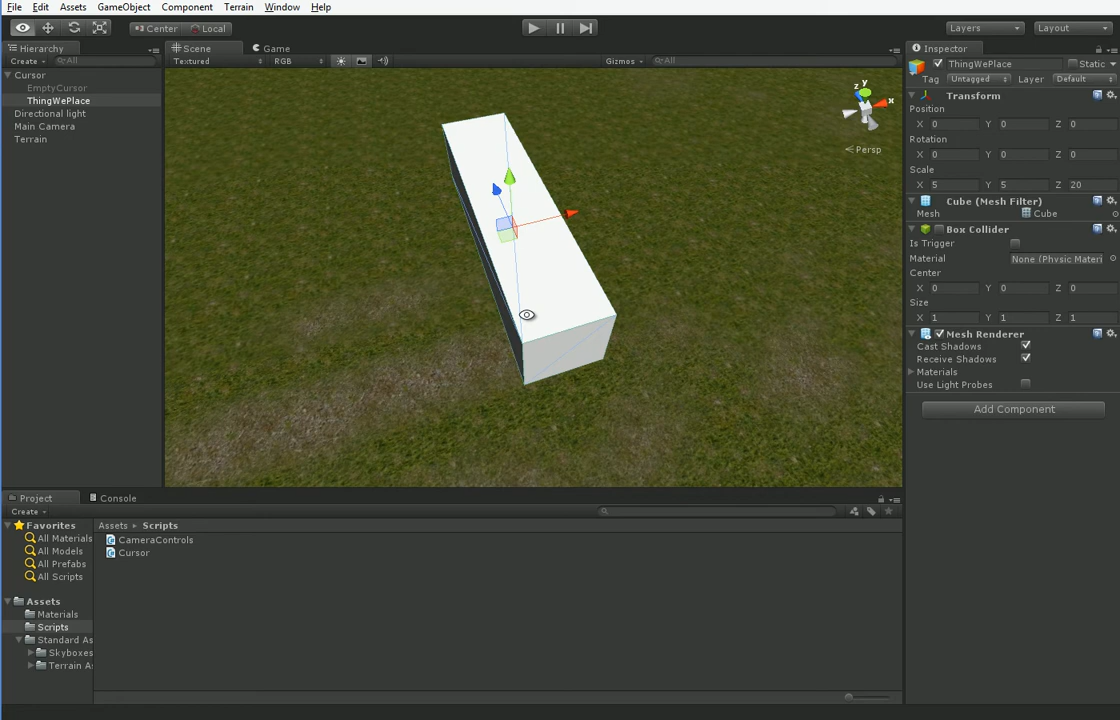 File Edit Assets GameObject Component Terrain Window Help
Center Local Layers Layout
Hierarchy Scene Game Inspector
Create All Textured RGB Gizmos All ThingWePlace Static
Cursor Tag Untagged Layer Default
EmptyCursor
ThingWePlace
Directional light
Main Camera
Terrain
y
z
x
Persp
Transform
Position
X 0 Y 0 Z 0
Rotation
X 0 Y 0 Z 0
Scale
X 5 Y 5 Z 20
Cube (Mesh Filter)
Mesh Cube
Box Collider
Is Trigger
Material None (Physic Materi
Center
X 0 Y 0 Z 0
Size
X 1 Y 1 Z 1
Mesh Renderer
Cast Shadows
Receive Shadows
Materials
Use Light Probes
Add Component
Project Console
Create
Favorites Assets Scripts
All Materials CameraControls
All Models Cursor
All Prefabs
All Scripts
Assets
Materials
Scripts
Standard As
Skyboxes
Terrain A